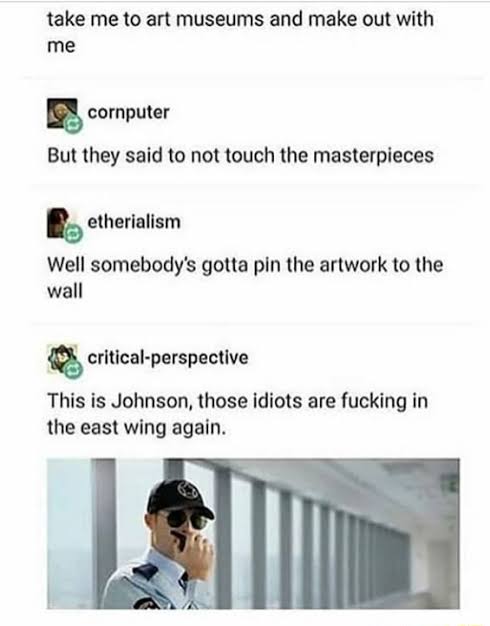 take me to art museums and make out with
me
cornputer
But they said to not touch the masterpieces
etherialism
Well somebody's gotta pin the artwork to the
wall
critical-perspective
This is Johnson, those idiots are fucking in
the east wing again.